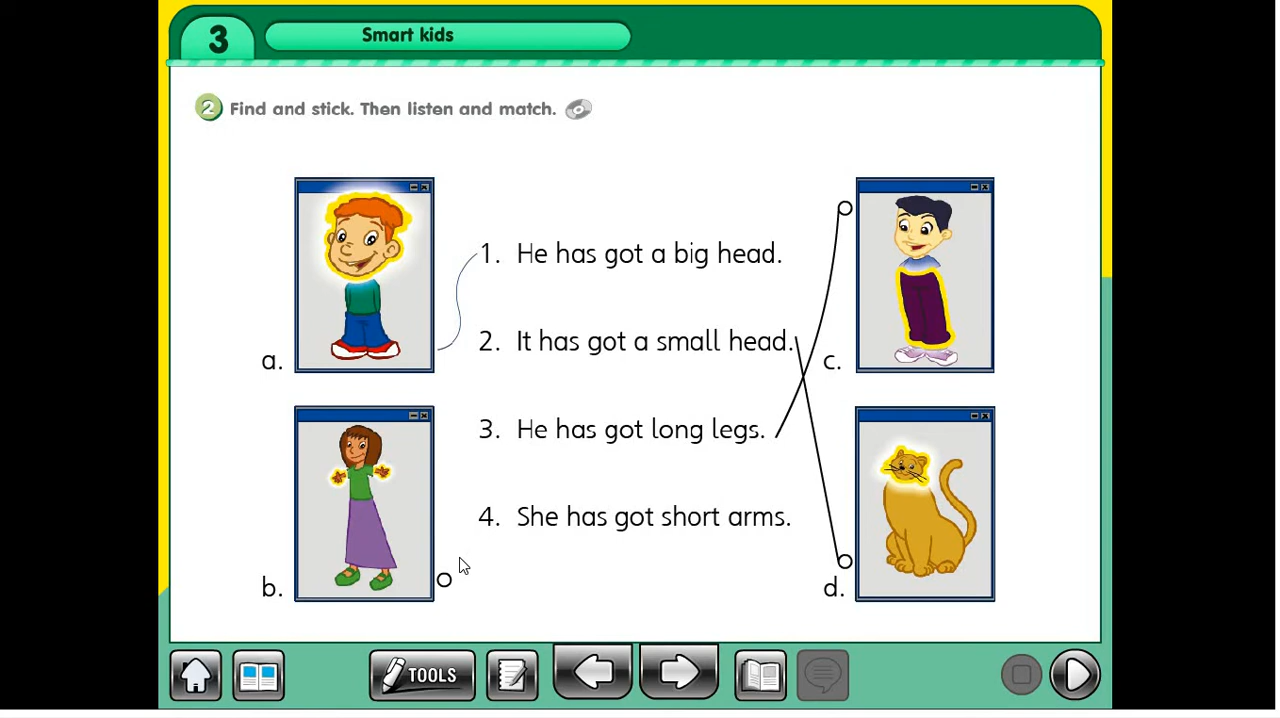 3
Smart kids
2 Find and stick. Then listen and match.
1. He has got a big head.
2. It has got a small head.
3. He has got long legs.
4. She has got short arms.
a.
b.
c.
d.
TOOLS